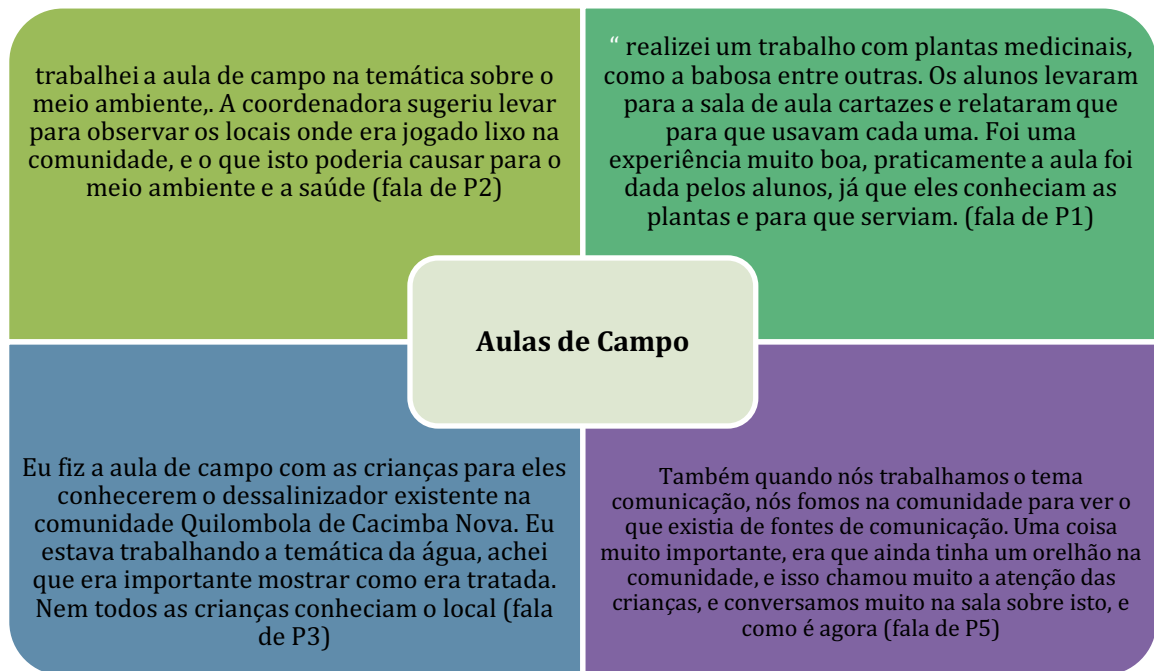 trabalhei a aula de campo na temática sobre o
meio ambiente,. A coordenadora sugeriu levar
para observar os locais onde era jogado lixo na
comunidade, e o que isto poderia causar para o
meio ambiente e a saúde (fala de P2)
“ realizei um trabalho com plantas medicinais,
como a babosa entre outras. Os alunos levaram
para a sala de aula cartazes e relataram que
para que usavam cada uma. Foi uma
experiência muito boa, praticamente a aula foi
dada pelos alunos, já que eles conheciam as
plantas e para que serviam. (fala de P1)
Aulas de Campo
Eu fiz a aula de campo com as crianças para eles
conhecerem o dessalinizador existente na
comunidade Quilombola de Cacimba Nova. Eu
estava trabalhando a temática da água, achei
que era importante mostrar como era tratada.
Nem todos as crianças conheciam o local (fala
de P3)
Também quando nós trabalhamos o tema
comunicação, nós fomos na comunidade para ver o
que existia de fontes de comunicação. Uma coisa
muito importante, era que ainda tinha um orelhão na
comunidade, e isso chamou muito a atenção das
crianças, e conversamos muito na sala sobre isto, e
como é agora (fala de P5)